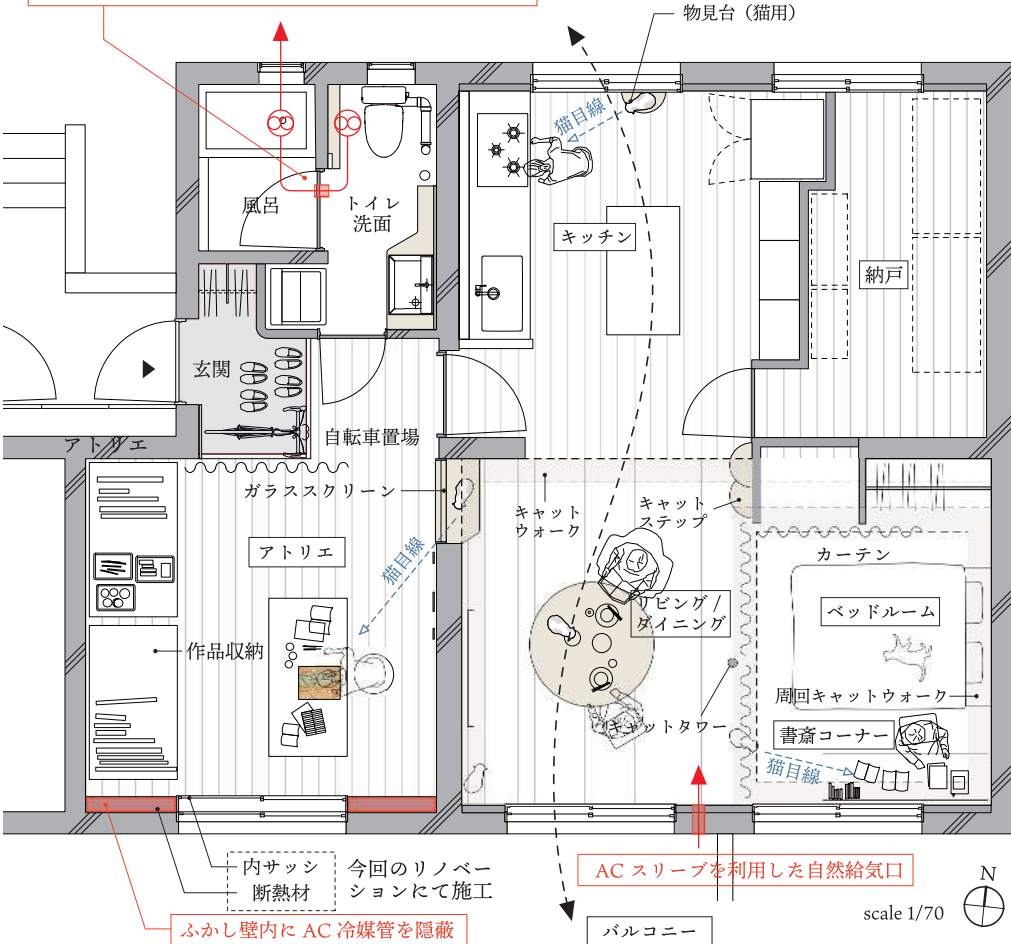 物見台（猫用）
猫目線
風呂
トイレ
洗面
キッチン
納戸
玄関
自転車置場
アトリエ
ガラススクリーン
キャット
ウォーク
キャット
ステップ
カーテン
アトリエ
猫目線
リビング /
ダイニング
ベッドルーム
作品収納
周回キャットウォーク
キャットタワー
書斎コーナー
猫目線
内サッシ
断熱材
今回のリノベー
ションにて施工
AC スリーブを利用した自然給気口
ふかし壁内に AC 冷媒管を隠蔽
バルコニー
scale 1/70
N